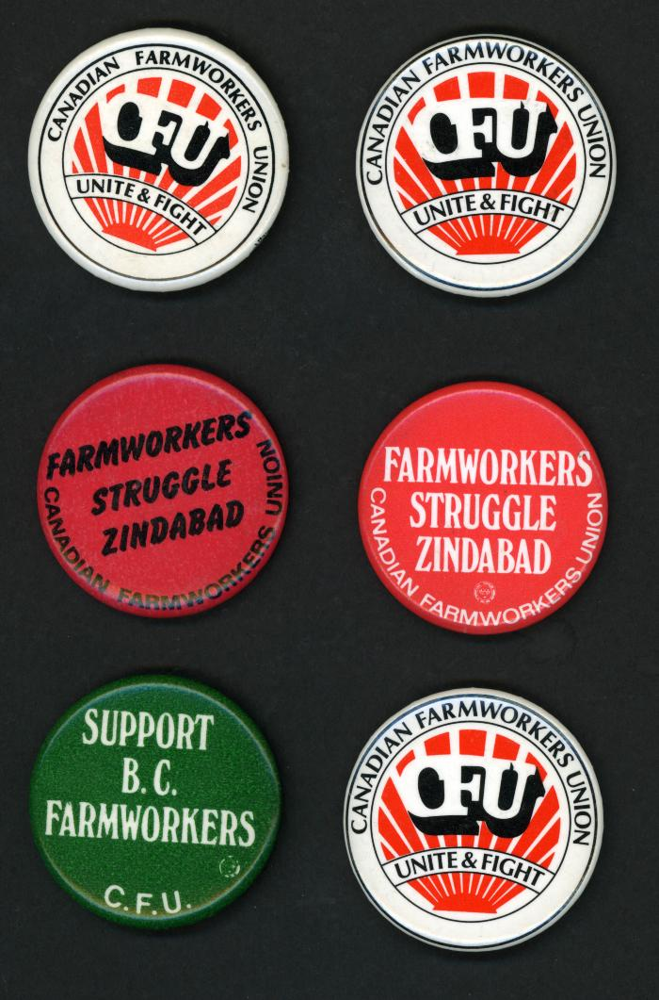 CANADIAN FARMWORKERS UNION
CFU
UNITE & FIGHT
CANADIAN FARMWORKERS UNION
CFU
UNITE & FIGHT
FARMWORKERS
STRUGGLE
ZINDABAD
CANADIAN FARMWORKERS UNION
FARMWORKERS
STRUGGLE
ZINDABAD
CANADIAN FARMWORKERS UNION
SUPPORT
B.C.
FARMWORKERS
C.F.U.
CANADIAN FARMWORKERS UNION
CFU
UNITE & FIGHT